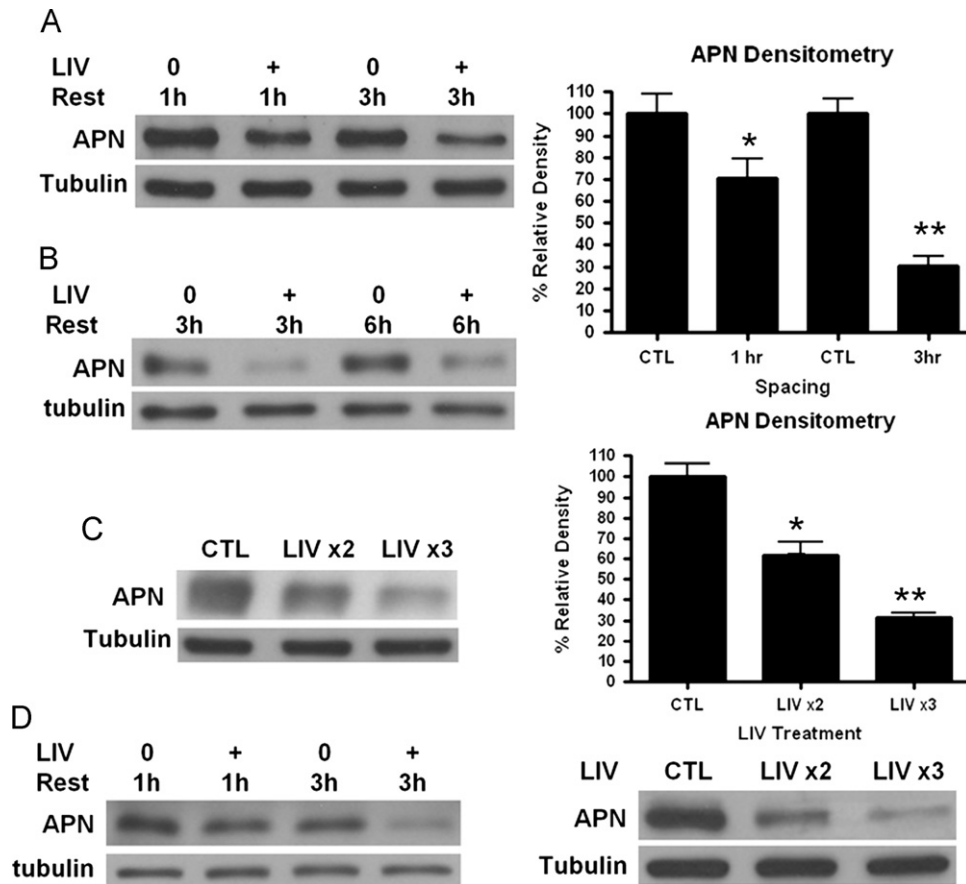 A
LIV 0 + 0 +
Rest 1h 1h 3h 3h
APN
Tubulin
APN Densitometry
% Relative Density
110
100
90
80
70
60
50
40
30
20
10
0
*
**
CTL 1 hr CTL 3hr
Spacing
B
LIV 0 + 0 +
Rest 3h 3h 6h 6h
APN
tubulin
C
CTL LIV x2 LIV x3
APN
Tubulin
APN Densitometry
% Relative Density
110
100
90
80
70
60
50
40
30
20
10
0
*
**
CTL LIV x2 LIV x3
LIV Treatment
D
LIV 0 + 0 +
Rest 1h 1h 3h 3h
APN
tubulin
LIV CTL LIV x2 LIV x3
APN
Tubulin